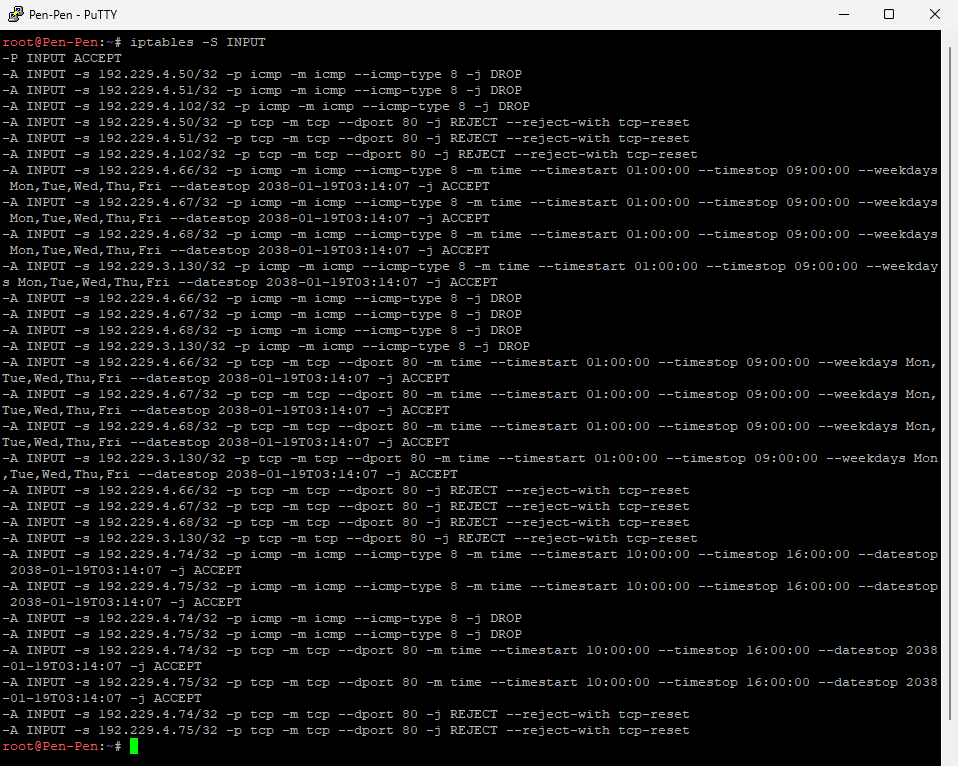 Pen-Pen - PuTTY
root@Pen-Pen:~# iptables -S INPUT
-P INPUT ACCEPT
-A INPUT -s 192.229.4.50/32 -p icmp -m icmp --icmp-type 8 -j DROP
-A INPUT -s 192.229.4.51/32 -p icmp -m icmp --icmp-type 8 -j DROP
-A INPUT -s 192.229.4.102/32 -p icmp -m icmp --icmp-type 8 -j DROP
-A INPUT -s 192.229.4.50/32 -p tcp -m tcp --dport 80 -j REJECT --reject-with tcp-reset
-A INPUT -s 192.229.4.51/32 -p tcp -m tcp --dport 80 -j REJECT --reject-with tcp-reset
-A INPUT -s 192.229.4.102/32 -p tcp -m tcp --dport 80 -j REJECT --reject-with tcp-reset
-A INPUT -s 192.229.4.66/32 -p icmp -m icmp --icmp-type 8 -m time --timestart 01:00:00 --timestop 09:00:00 --weekdays
 Mon,Tue,Wed,Thu,Fri --datestop 2038-01-19T03:14:07 -j ACCEPT
-A INPUT -s 192.229.4.67/32 -p icmp -m icmp --icmp-type 8 -m time --timestart 01:00:00 --timestop 09:00:00 --weekdays
 Mon,Tue,Wed,Thu,Fri --datestop 2038-01-19T03:14:07 -j ACCEPT
-A INPUT -s 192.229.4.68/32 -p icmp -m icmp --icmp-type 8 -m time --timestart 01:00:00 --timestop 09:00:00 --weekdays
 Mon,Tue,Wed,Thu,Fri --datestop 2038-01-19T03:14:07 -j ACCEPT
-A INPUT -s 192.229.3.130/32 -p icmp -m icmp --icmp-type 8 -m time --timestart 01:00:00 --timestop 09:00:00 --weekday
s Mon,Tue,Wed,Thu,Fri --datestop 2038-01-19T03:14:07 -j ACCEPT
-A INPUT -s 192.229.4.66/32 -p icmp -m icmp --icmp-type 8 -j DROP
-A INPUT -s 192.229.4.67/32 -p icmp -m icmp --icmp-type 8 -j DROP
-A INPUT -s 192.229.4.68/32 -p icmp -m icmp --icmp-type 8 -j DROP
-A INPUT -s 192.229.3.130/32 -p icmp -m icmp --icmp-type 8 -j DROP
-A INPUT -s 192.229.4.66/32 -p tcp -m tcp --dport 80 -m time --timestart 01:00:00 --timestop 09:00:00 --weekdays Mon,
Tue,Wed,Thu,Fri --datestop 2038-01-19T03:14:07 -j ACCEPT
-A INPUT -s 192.229.4.67/32 -p tcp -m tcp --dport 80 -m time --timestart 01:00:00 --timestop 09:00:00 --weekdays Mon,
Tue,Wed,Thu,Fri --datestop 2038-01-19T03:14:07 -j ACCEPT
-A INPUT -s 192.229.4.68/32 -p tcp -m tcp --dport 80 -m time --timestart 01:00:00 --timestop 09:00:00 --weekdays Mon,
Tue,Wed,Thu,Fri --datestop 2038-01-19T03:14:07 -j ACCEPT
-A INPUT -s 192.229.3.130/32 -p tcp -m tcp --dport 80 -m time --timestart 01:00:00 --timestop 09:00:00 --weekdays Mon
,Tue,Wed,Thu,Fri --datestop 2038-01-19T03:14:07 -j ACCEPT
-A INPUT -s 192.229.4.66/32 -p tcp -m tcp --dport 80 -j REJECT --reject-with tcp-reset
-A INPUT -s 192.229.4.67/32 -p tcp -m tcp --dport 80 -j REJECT --reject-with tcp-reset
-A INPUT -s 192.229.4.68/32 -p tcp -m tcp --dport 80 -j REJECT --reject-with tcp-reset
-A INPUT -s 192.229.3.130/32 -p tcp -m tcp --dport 80 -j REJECT --reject-with tcp-reset
-A INPUT -s 192.229.4.74/32 -p icmp -m icmp --icmp-type 8 -m time --timestart 10:00:00 --timestop 16:00:00 --datestop
 2038-01-19T03:14:07 -j ACCEPT
-A INPUT -s 192.229.4.75/32 -p icmp -m icmp --icmp-type 8 -m time --timestart 10:00:00 --timestop 16:00:00 --datestop
 2038-01-19T03:14:07 -j ACCEPT
-A INPUT -s 192.229.4.74/32 -p icmp -m icmp --icmp-type 8 -j DROP
-A INPUT -s 192.229.4.75/32 -p icmp -m icmp --icmp-type 8 -j DROP
-A INPUT -s 192.229.4.74/32 -p tcp -m tcp --dport 80 -m time --timestart 10:00:00 --timestop 16:00:00 --datestop 2038
-01-19T03:14:07 -j ACCEPT
-A INPUT -s 192.229.4.75/32 -p tcp -m tcp --dport 80 -m time --timestart 10:00:00 --timestop 16:00:00 --datestop 2038
-01-19T03:14:07 -j ACCEPT
-A INPUT -s 192.229.4.74/32 -p tcp -m tcp --dport 80 -j REJECT --reject-with tcp-reset
-A INPUT -s 192.229.4.75/32 -p tcp -m tcp --dport 80 -j REJECT --reject-with tcp-reset
root@Pen-Pen:~#